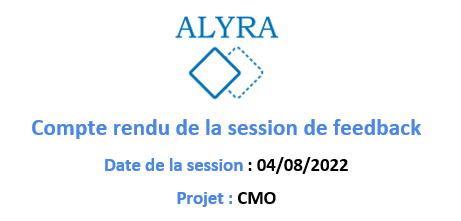 ALYRA
Compte rendu de la session de feedback
Date de la session : 04/08/2022
Projet : CMO